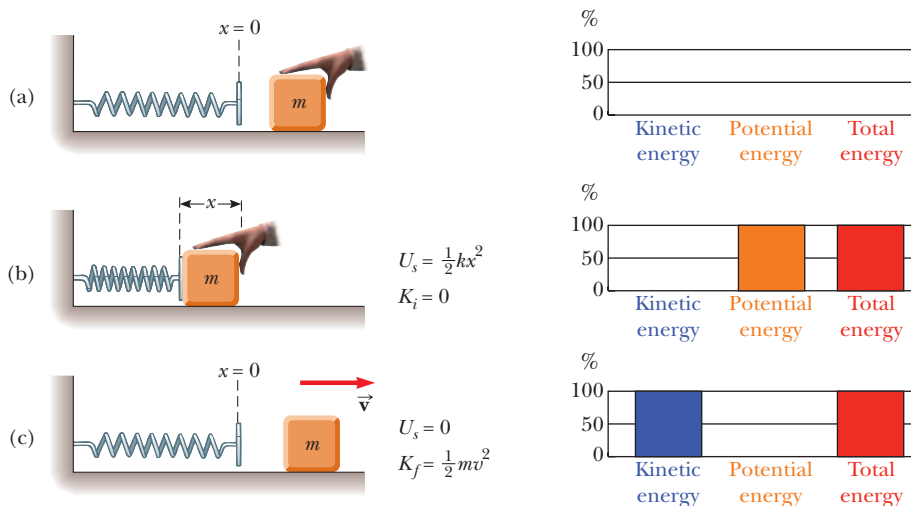 x = 0
m
(a)
%
100
50
0
Kinetic energy
Potential energy
Total energy
x
m
(b)
U_s = ½kx²
K_i = 0
%
100
50
0
Kinetic energy
Potential energy
Total energy
x = 0
v⃗
m
(c)
U_s = 0
K_f = ½mv²
%
100
50
0
Kinetic energy
Potential energy
Total energy